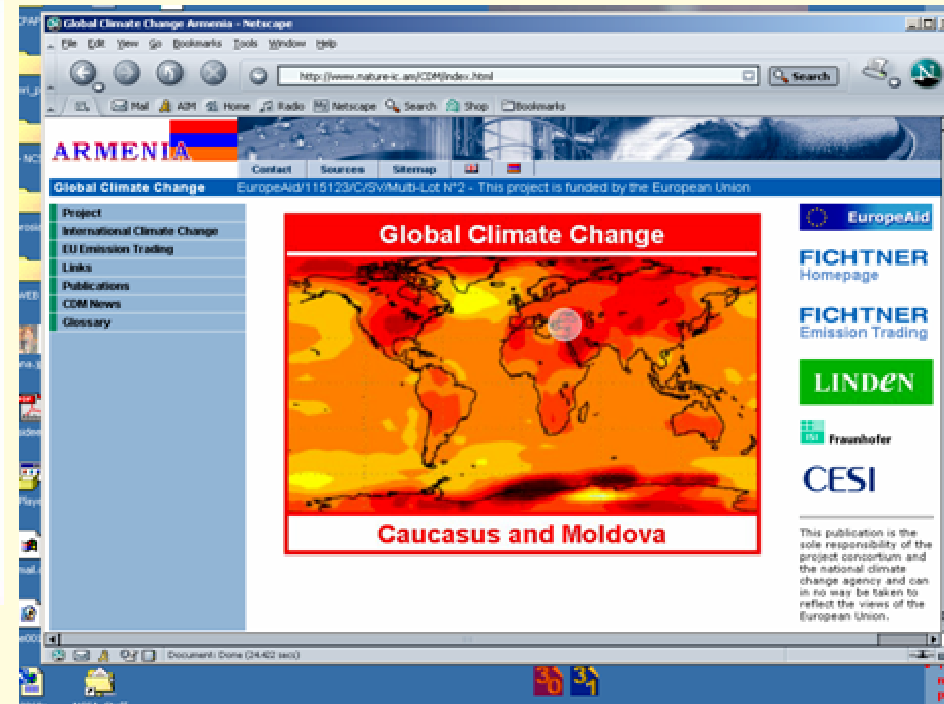 Global Climate Change Armenia - Netscape
File Edit View Go Bookmarks Tools Window Help
http://www.nature-ic.am/CDM/index.html
Search
Mail AIM Home Radio Netscape Search Shop Bookmarks
ARMENIA
Contact Sources Sitemap
Global Climate Change EuropeAid/115123/C/SV/Multi-Lot N°2 - This project is funded by the European Union
Project
International Climate Change
EU Emission Trading
Links
Publications
CDM News
Glossary
Global Climate Change
Caucasus and Moldova
EuropeAid
FICHTNER
Homepage
FICHTNER
Emission Trading
LINDEN
ISI Fraunhofer
CESI
This publication is the
sole responsibility of the
project consortium and
the national climate
change agency and can
in no way be taken to
reflect the views of the
European Union.
Document: Done (24.422 secs)
30 31